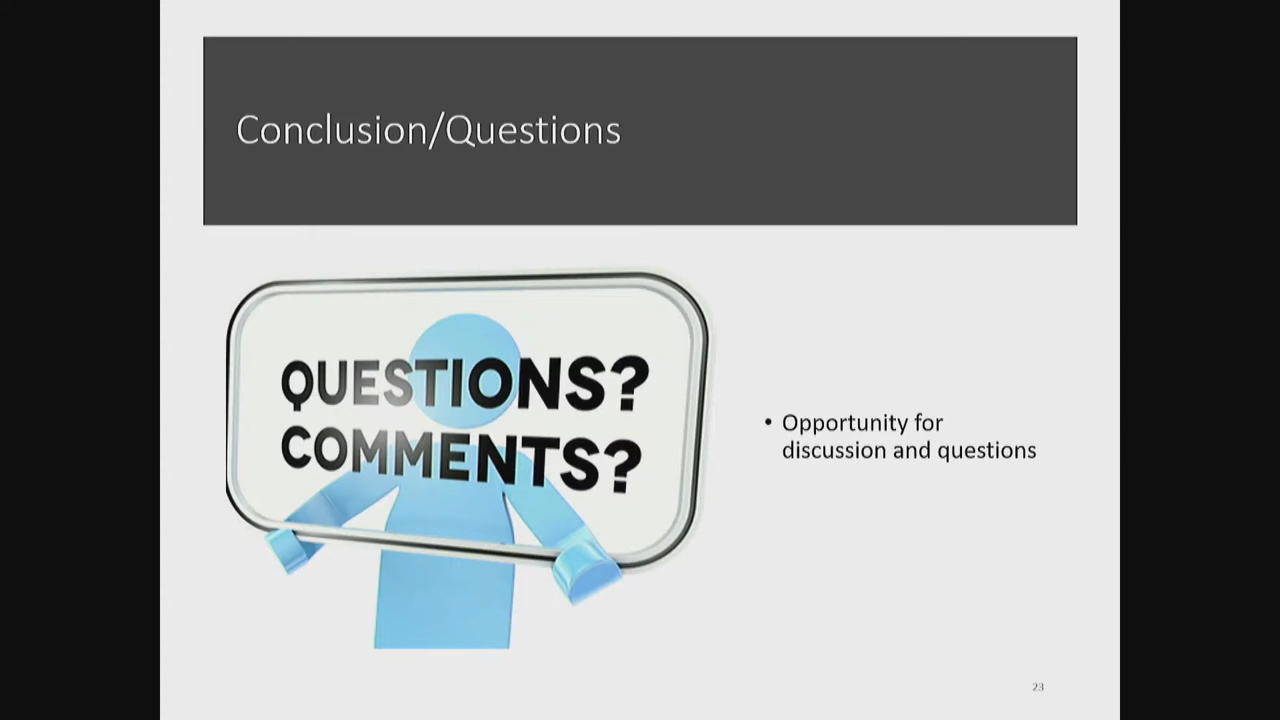 Conclusion/Questions
QUESTIONS?
COMMENTS?
• Opportunity for
discussion and questions
23